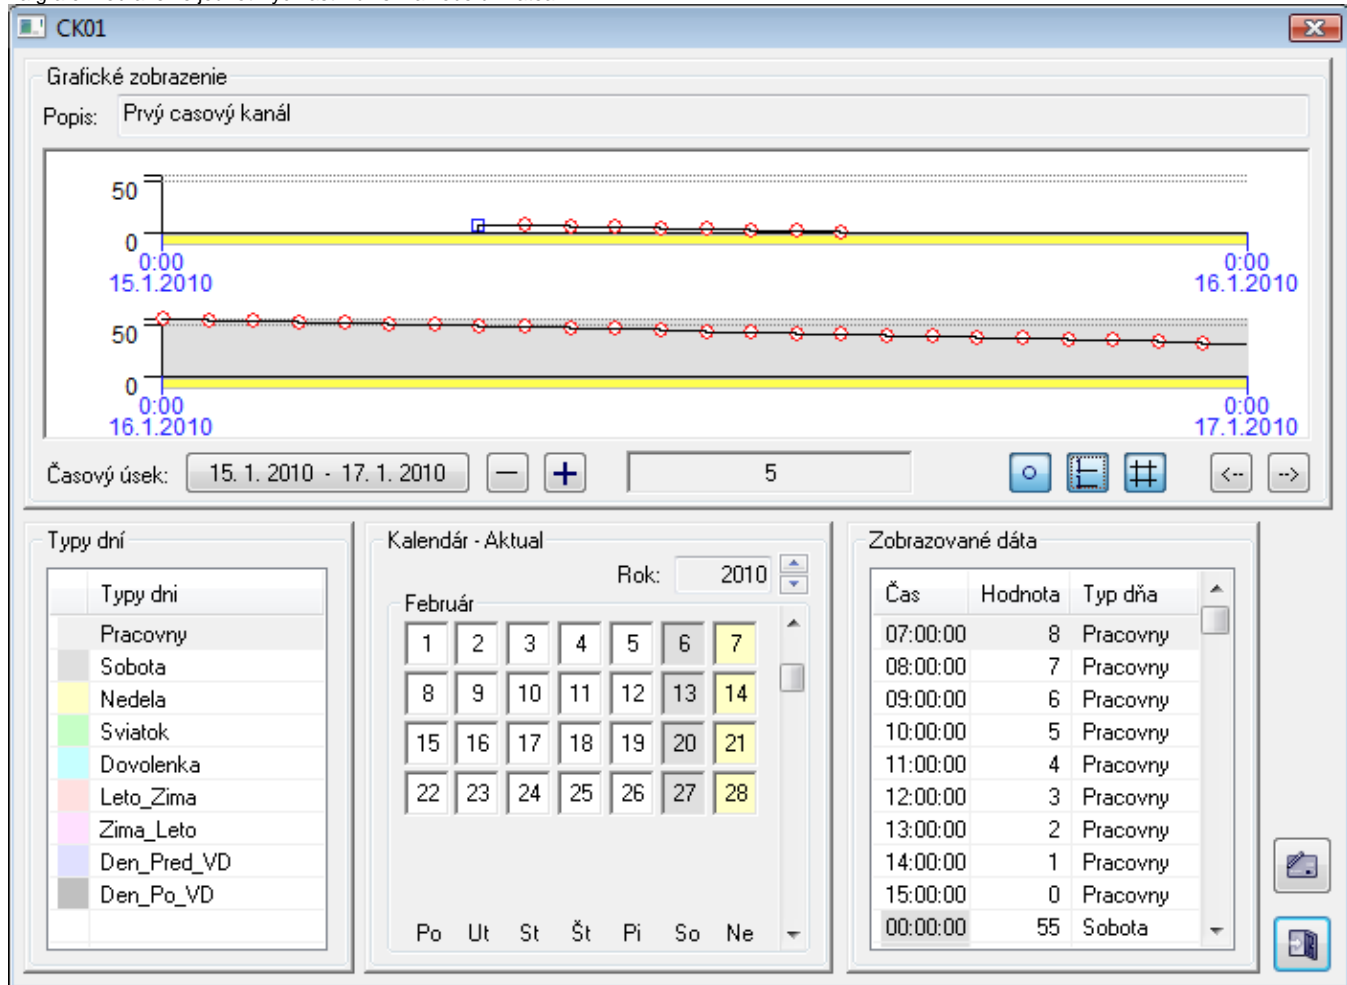 CK01
Grafické zobrazenie
Popis: Prvý casový kanál
50
0
0:00 0:00
15.1.2010 16.1.2010
50
0
0:00 0:00
16.1.2010 17.1.2010
Časový úsek: 15. 1. 2010 - 17. 1. 2010 5 <-- -->
Typy dní
Typy dni
Pracovny
Sobota
Nedela
Sviatok
Dovolenka
Leto_Zima
Zima_Leto
Den_Pred_VD
Den_Po_VD
Kalendár - Aktual
Rok: 2010
Február
1 2 3 4 5 6 7
8 9 10 11 12 13 14
15 16 17 18 19 20 21
22 23 24 25 26 27 28
Po Ut St Št Pi So Ne
Zobrazované dáta
Čas Hodnota Typ dňa
07:00:00 8 Pracovny
08:00:00 7 Pracovny
09:00:00 6 Pracovny
10:00:00 5 Pracovny
11:00:00 4 Pracovny
12:00:00 3 Pracovny
13:00:00 2 Pracovny
14:00:00 1 Pracovny
15:00:00 0 Pracovny
00:00:00 55 Sobota